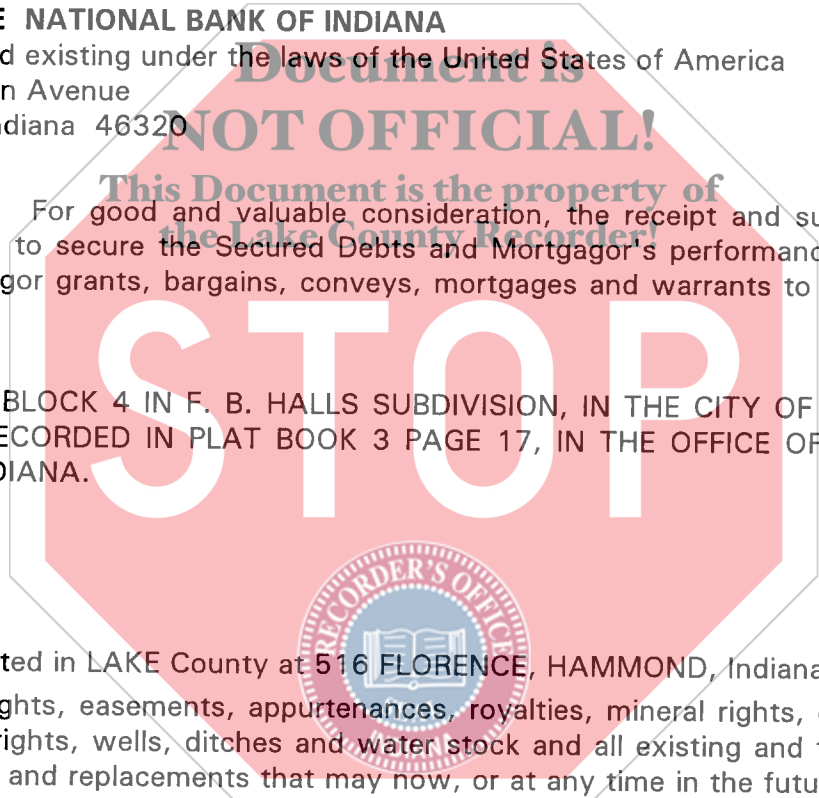 NATIONAL BANK OF INDIANA
existing under the laws of the United States of America
Avenue
46320
Document is
NOT OFFICIAL!
This Document is the property of
the Lake County Recorder!
For good and valuable consideration, the receipt and
to secure the Secured Debts and Mortgagor's
grants, bargains, conveys, mortgages and warrants to
STOP
BLOCK 4 IN F. B. HALLS SUBDIVISION, IN THE CITY OF
ECORDED IN PLAT BOOK 3 PAGE 17, IN THE OFFICE OF
DIANA.
RECORDER'S OFFICE
INDIANA
ted in LAKE County at 516 FLORENCE, HAMMOND, Indiana
ghts, easements, appurtenances, royalties, mineral rights,
rights, wells, ditches and water stock and all existing and
and replacements that may now, or at any time in the futu